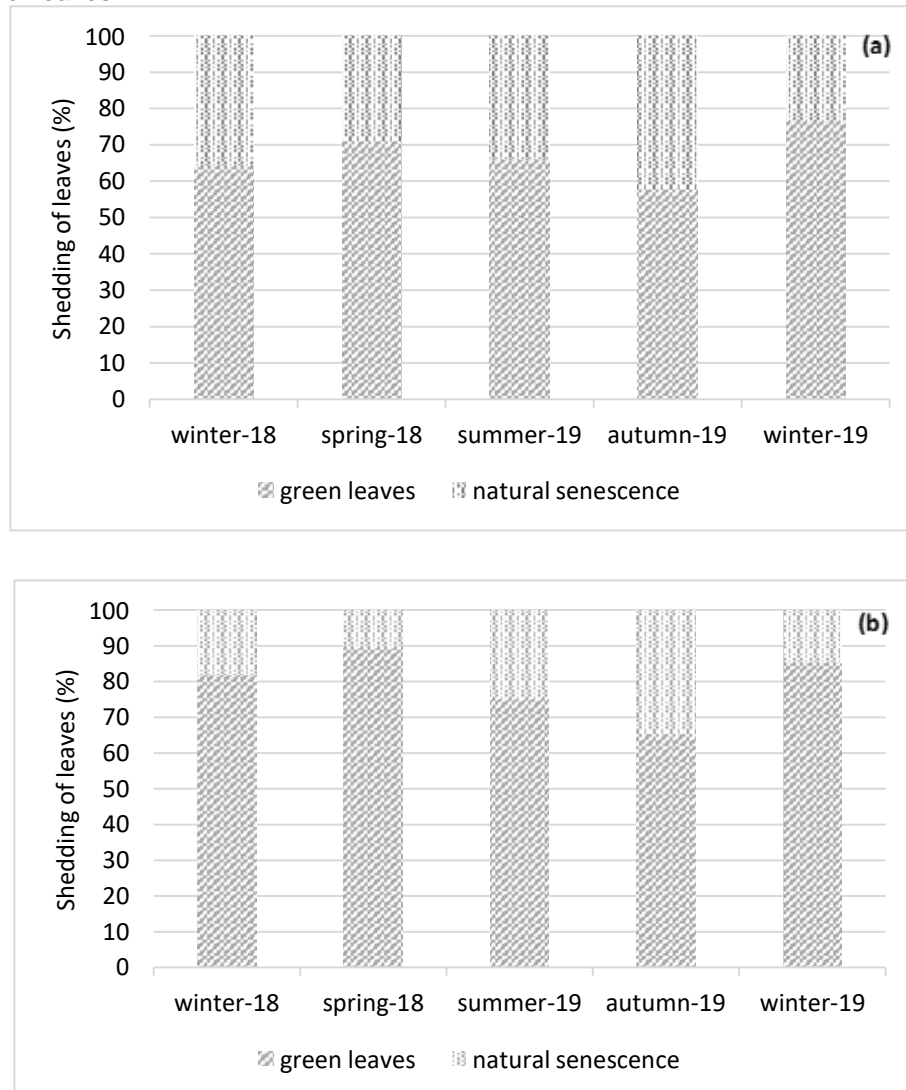 100
(a)
90
80
70
60
50
40
30
20
10
0
Shedding of leaves (%)
winter-18 spring-18 summer-19 autumn-19 winter-19
green leaves natural senescence
100
(b)
90
80
70
60
50
40
30
20
10
0
Shedding of leaves (%)
winter-18 spring-18 summer-19 autumn-19 winter-19
green leaves natural senescence